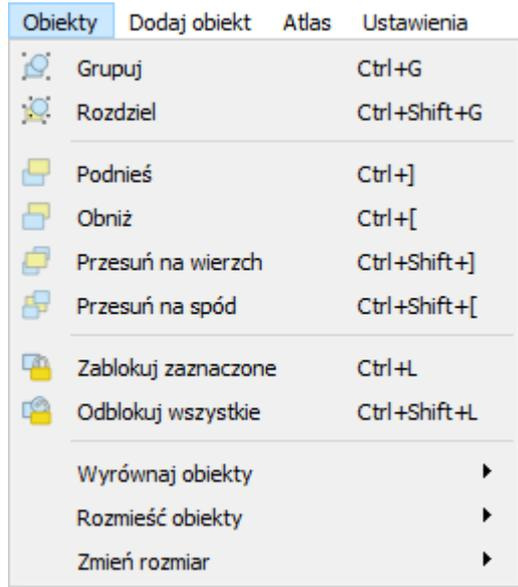 Obiekty Dodaj obiekt Atlas Ustawienia
Grupuj Ctrl+G
Rozdziel Ctrl+Shift+G
Podnieś Ctrl+]
Obniż Ctrl+[
Przesuń na wierzch Ctrl+Shift+]
Przesuń na spód Ctrl+Shift+[
Zablokuj zaznaczone Ctrl+L
Odblokuj wszystkie Ctrl+Shift+L
Wyrównaj obiekty
Rozmieść obiekty
Zmień rozmiar